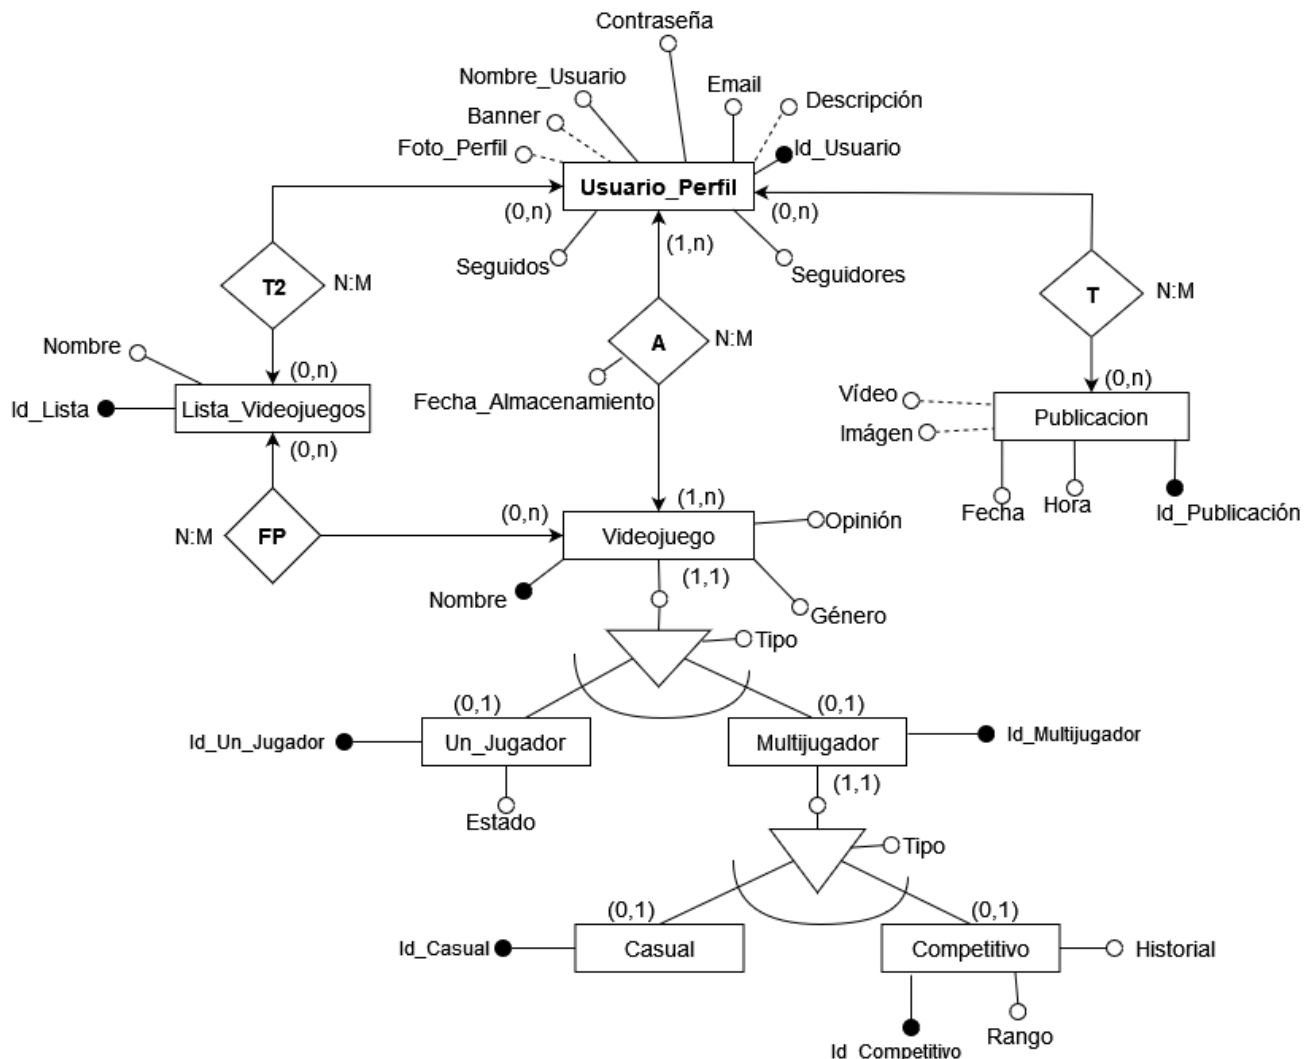 Contraseña
Nombre_Usuario
Email
Descripción
Banner
Foto_Perfil
Id_Usuario
Usuario_Perfil
(0,n)
(0,n)
(1,n)
Seguidos
Seguidores
T2
N:M
T
N:M
A
N:M
Nombre
(0,n)
(0,n)
Id_Lista
Lista_Videojuegos
Fecha_Almacenamiento
Vídeo
Imágen
Publicacion
(0,n)
(0,n)
(1,n)
Fecha
Hora
Id_Publicación
N:M
FP
Videojuego
Opinión
(1,1)
Nombre
Género
Tipo
(0,1)
(0,1)
Id_Un_Jugador
Un_Jugador
Multijugador
Id_Multijugador
(1,1)
Estado
Tipo
(0,1)
(0,1)
Id_Casual
Casual
Competitivo
Historial
Rango
Id_Competitivo